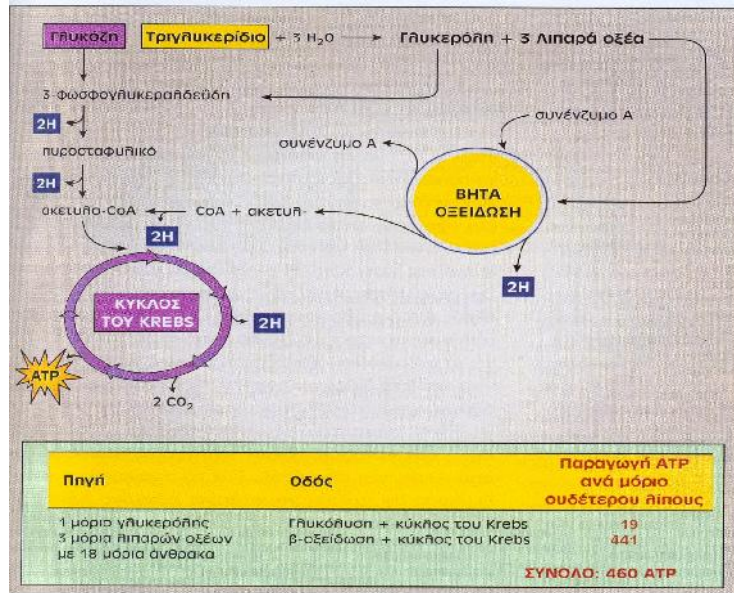 Γλυκόζη Τριγλυκερίδιο + 3 H₂O Γλυκερόλη + 3 Λιπαρά οξέα
3-φωσφογλυκεραλδεΰδη
2H
συνένζυμο Α
πυροσταφυλικό
συνένζυμο Α
2H
ΒΗΤΑ
ΟΞΕΙΔΩΣΗ
ακετυλο-CoA CoA + ακετυλ-
2H
2H
ΚΥΚΛΟΣ
ΤΟΥ KREBS
2H
ATP
2 CO₂
Πηγή Οδός Παραγωγή ATP
ανά μόριο
ουδέτερου λίπους
1 μόριο γλυκερόλης Γλυκόλυση + κύκλος του Krebs 19
3 μόρια λιπαρών οξέων β-οξείδωση + κύκλος του Krebs 441
με 18 μόρια άνθρακα
ΣΥΝΟΛΟ: 460 ATP